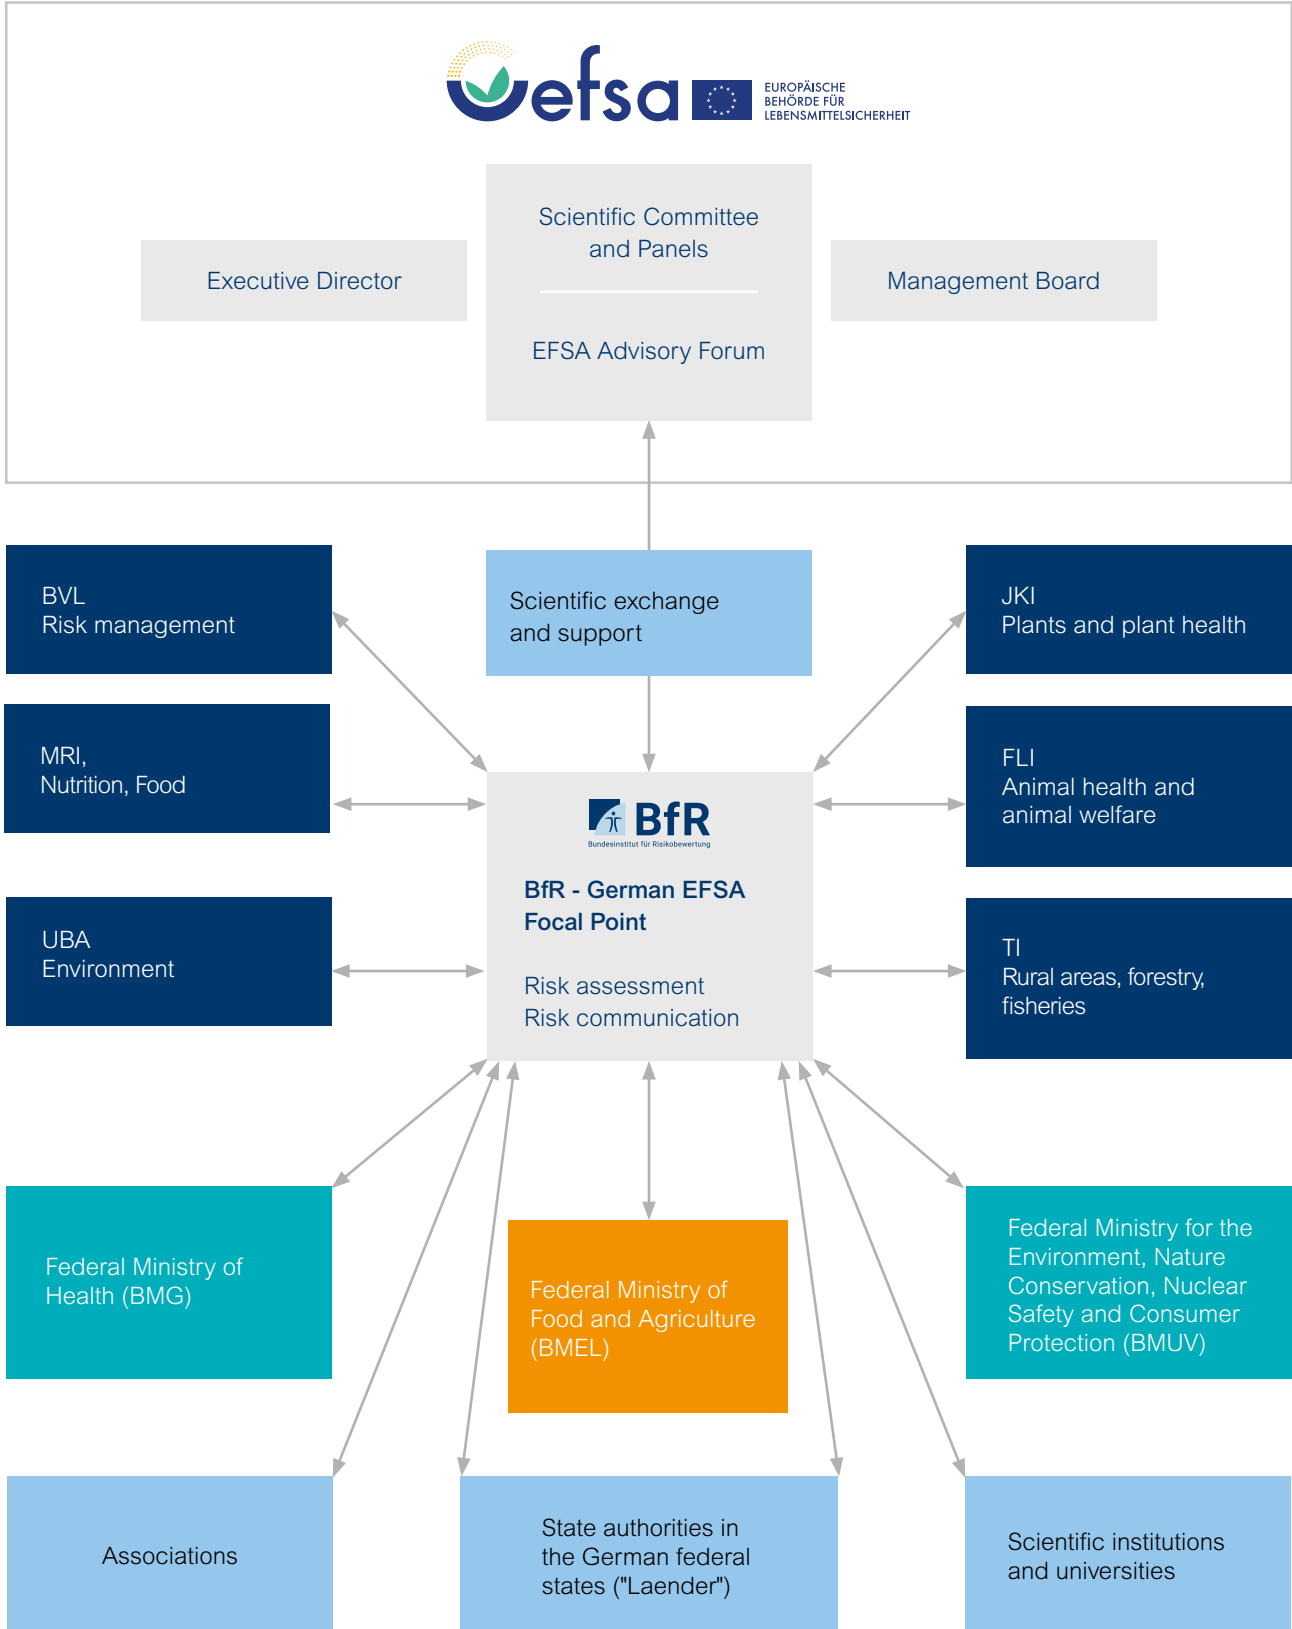 efsa
EUROPÄISCHE
BEHÖRDE FÜR
LEBENSMITTELSICHERHEIT
Scientific Committee
and Panels
Executive Director
Management Board
EFSA Advisory Forum
BVL
Risk management
Scientific exchange
and support
JKI
Plants and plant health
MRI,
Nutrition, Food
FLI
Animal health and
animal welfare
BfR
Bundesinstitut für Risikobewertung
BfR - German EFSA
Focal Point
Risk assessment
Risk communication
UBA
Environment
TI
Rural areas, forestry,
fisheries
Federal Ministry of
Health (BMG)
Federal Ministry of
Food and Agriculture
(BMEL)
Federal Ministry for the
Environment, Nature
Conservation, Nuclear
Safety and Consumer
Protection (BMUV)
Associations
State authorities in
the German federal
states ("Laender")
Scientific institutions
and universities